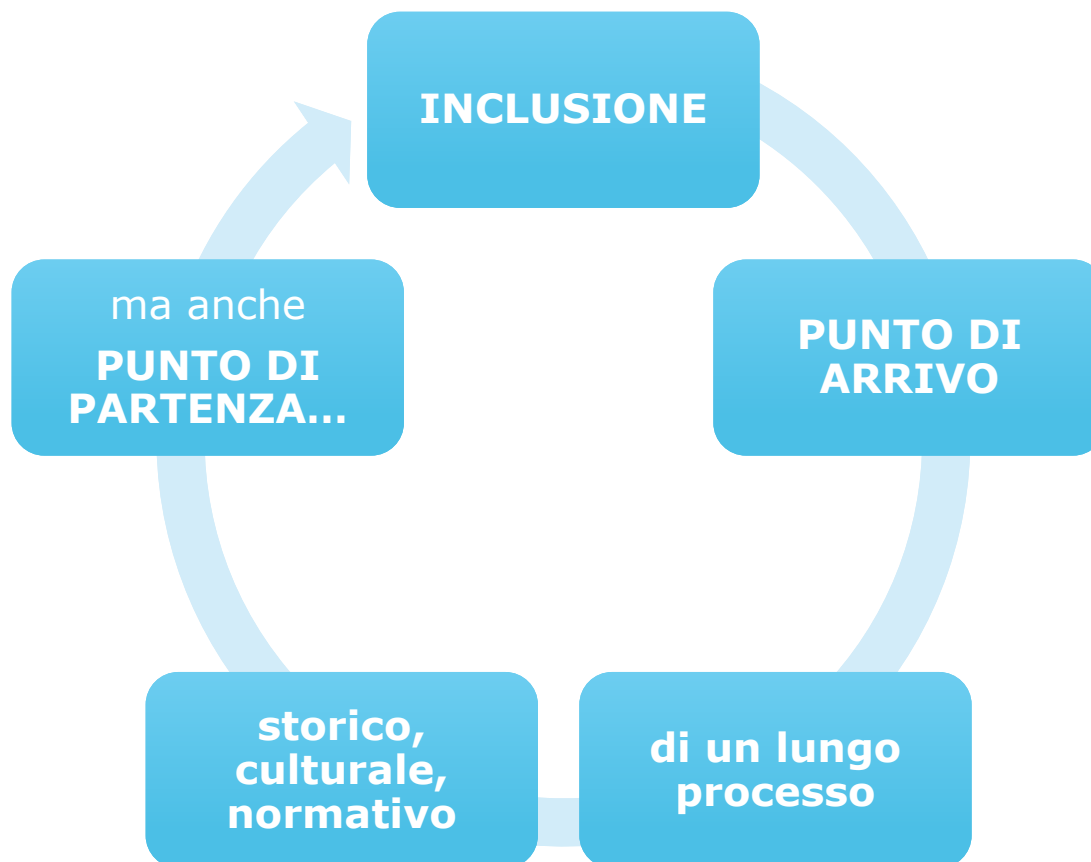 INCLUSIONE
PUNTO DI
ARRIVO
di un lungo
processo
storico,
culturale,
normativo
ma anche
PUNTO DI
PARTENZA...